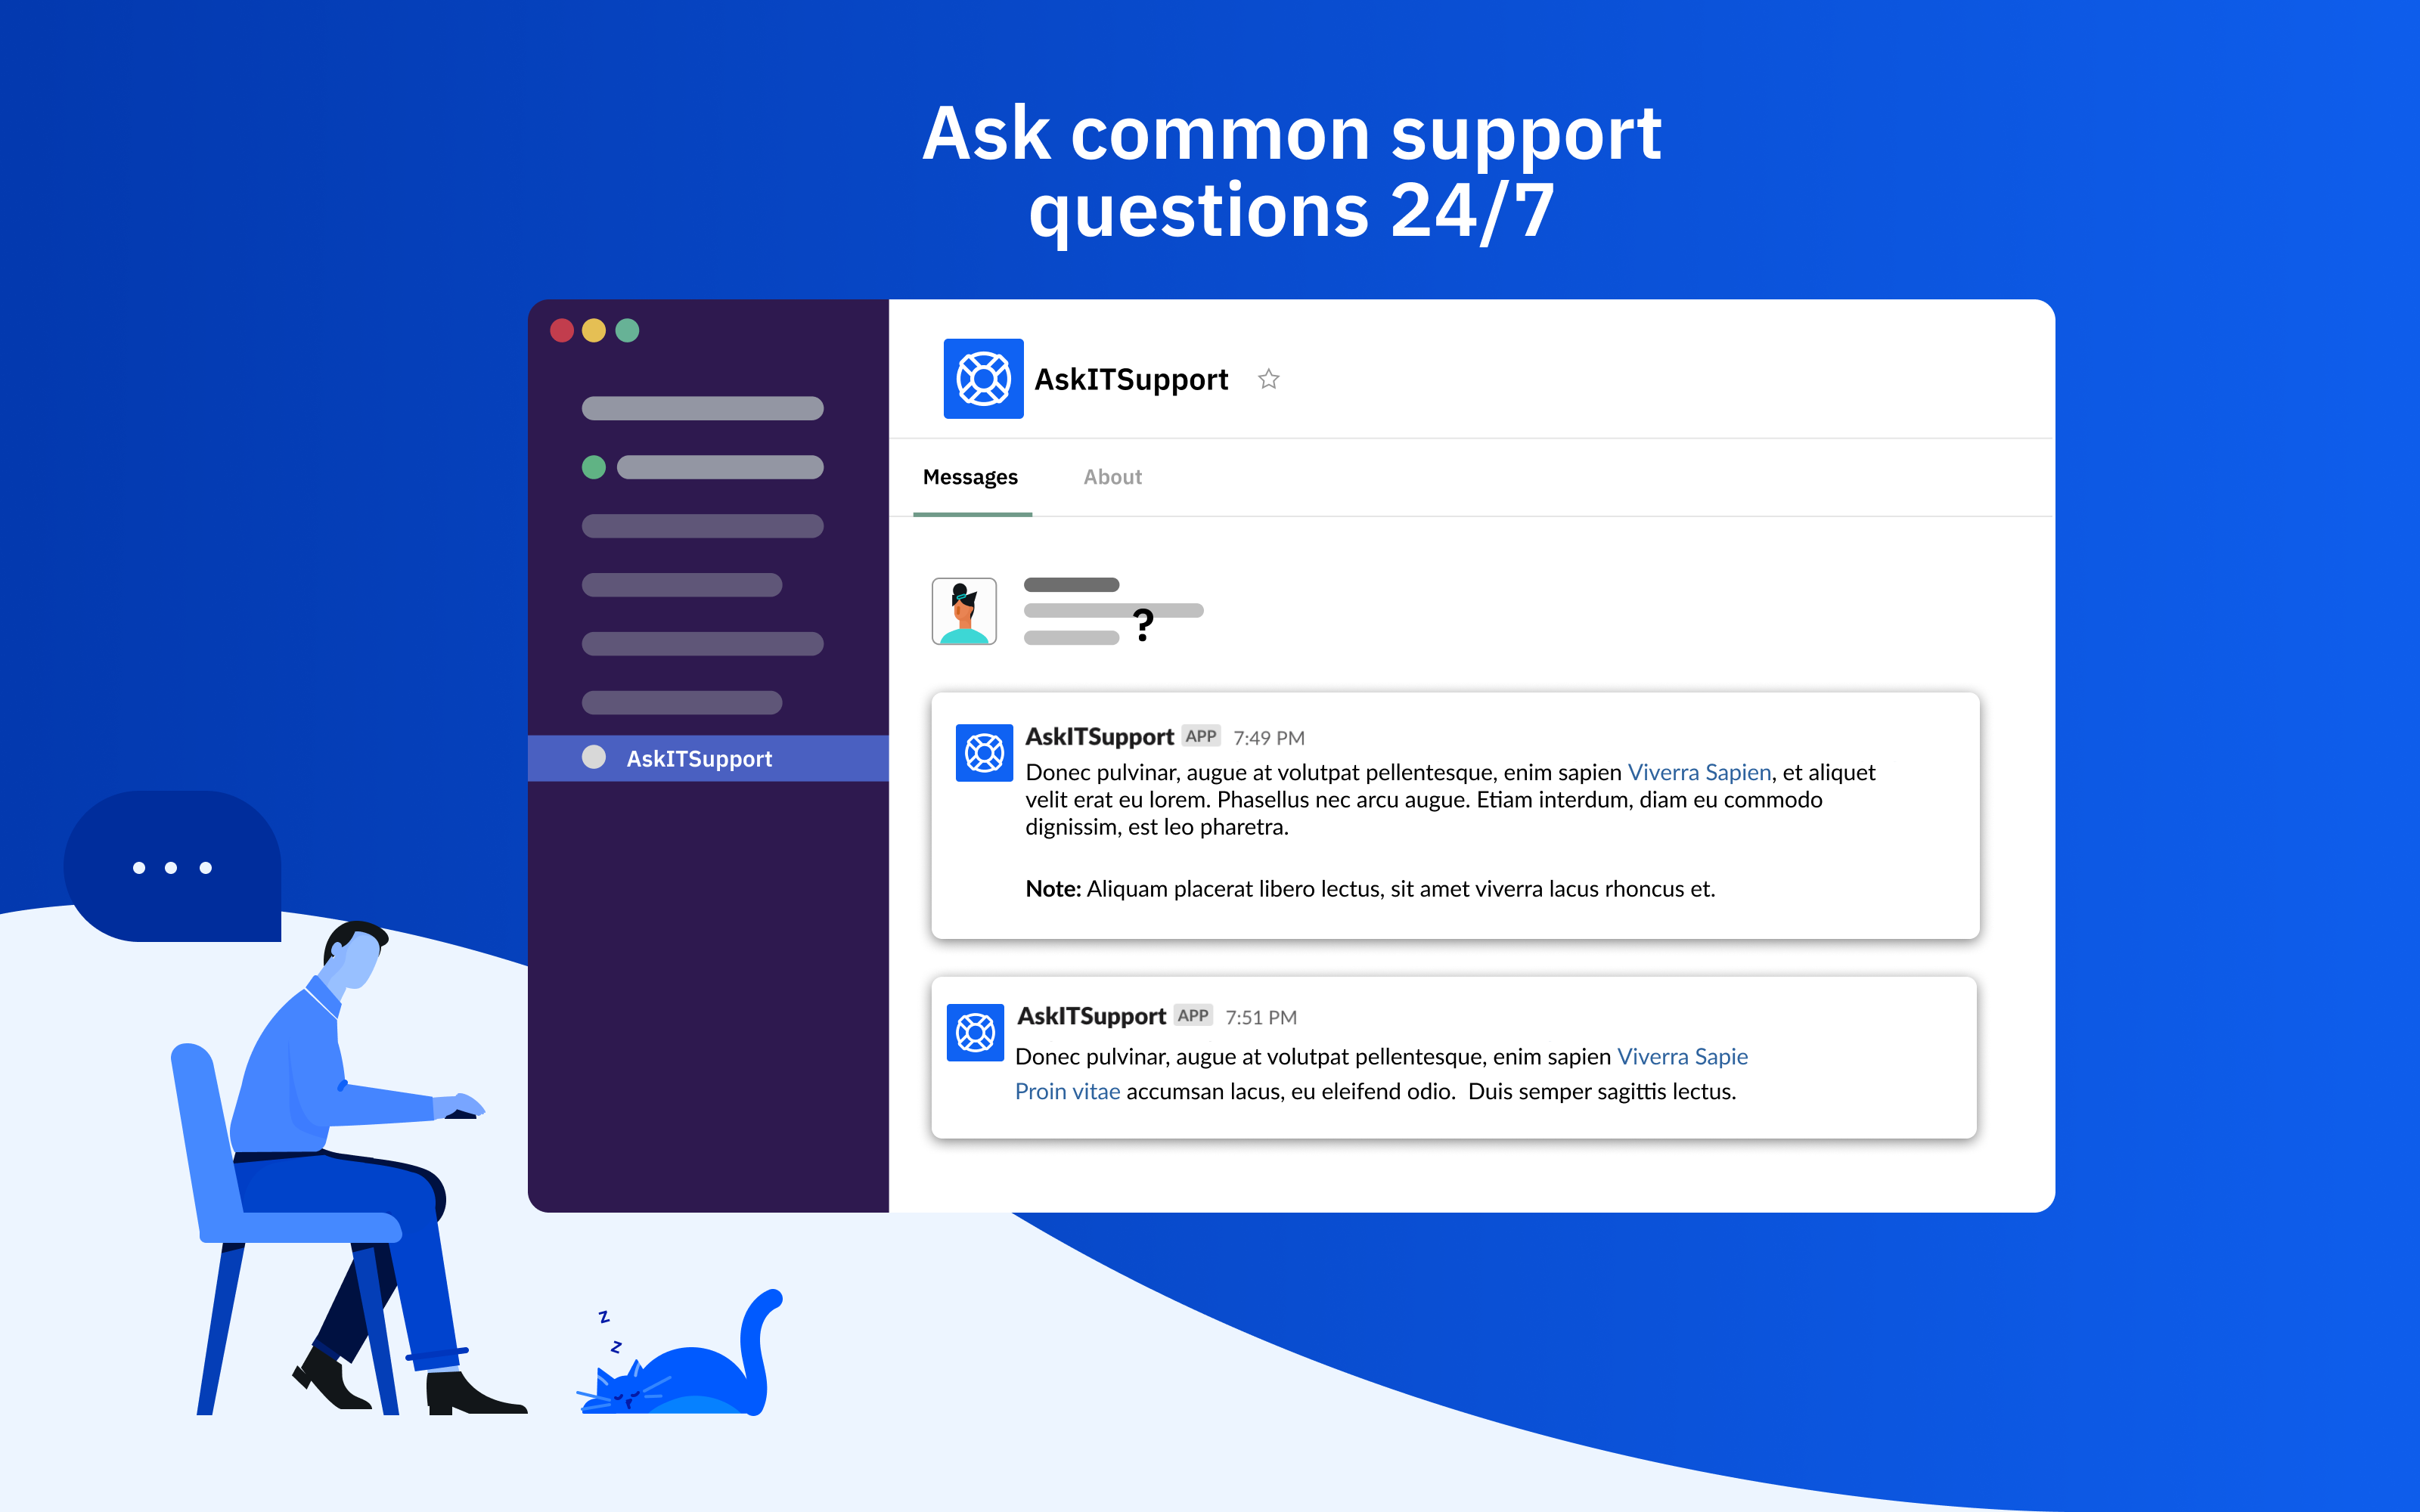 Ask common support
questions 24/7
AskITSupport
Messages About
?
AskITSupport
AskITSupport APP 7:49 PM
Donec pulvinar, augue at volutpat pellentesque, enim sapien Viverra Sapien, et aliquet
velit erat eu lorem. Phasellus nec arcu augue. Etiam interdum, diam eu commodo
dignissim, est leo pharetra.
Note: Aliquam placerat libero lectus, sit amet viverra lacus rhoncus et.
AskITSupport APP 7:51 PM
Donec pulvinar, augue at volutpat pellentesque, enim sapien Viverra Sapie
Proin vitae accumsan lacus, eu eleifend odio.  Duis semper sagittis lectus.
z
z